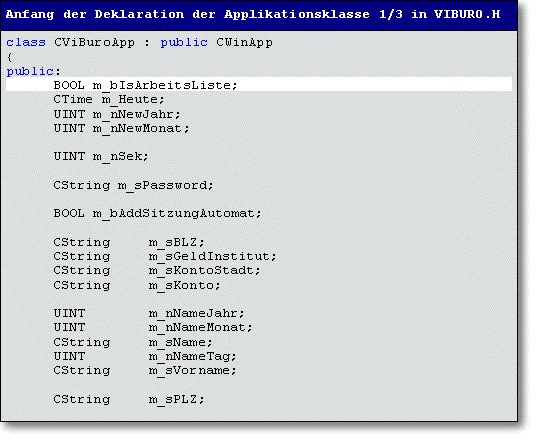 Anfang der Deklaration der Applikationsklasse 1/3 in VIBURO.H
class CViBuroApp : public CWinApp
{
public:
BOOL m_bIsArbeitsListe;
CTime m_Heute;
UINT m_nNewJahr;
UINT m_nNewMonat;
UINT m_nSek;
CString m_sPassword;
BOOL m_bAddSitzungAutomat;
CString m_sBLZ;
CString m_sGeldInstitut;
CString m_sKontoStadt;
CString m_sKonto;
UINT m_nNameJahr;
UINT m_nNameMonat;
CString m_sName;
UINT m_nNameTag;
CString m_sVorname;
CString m_sPLZ;